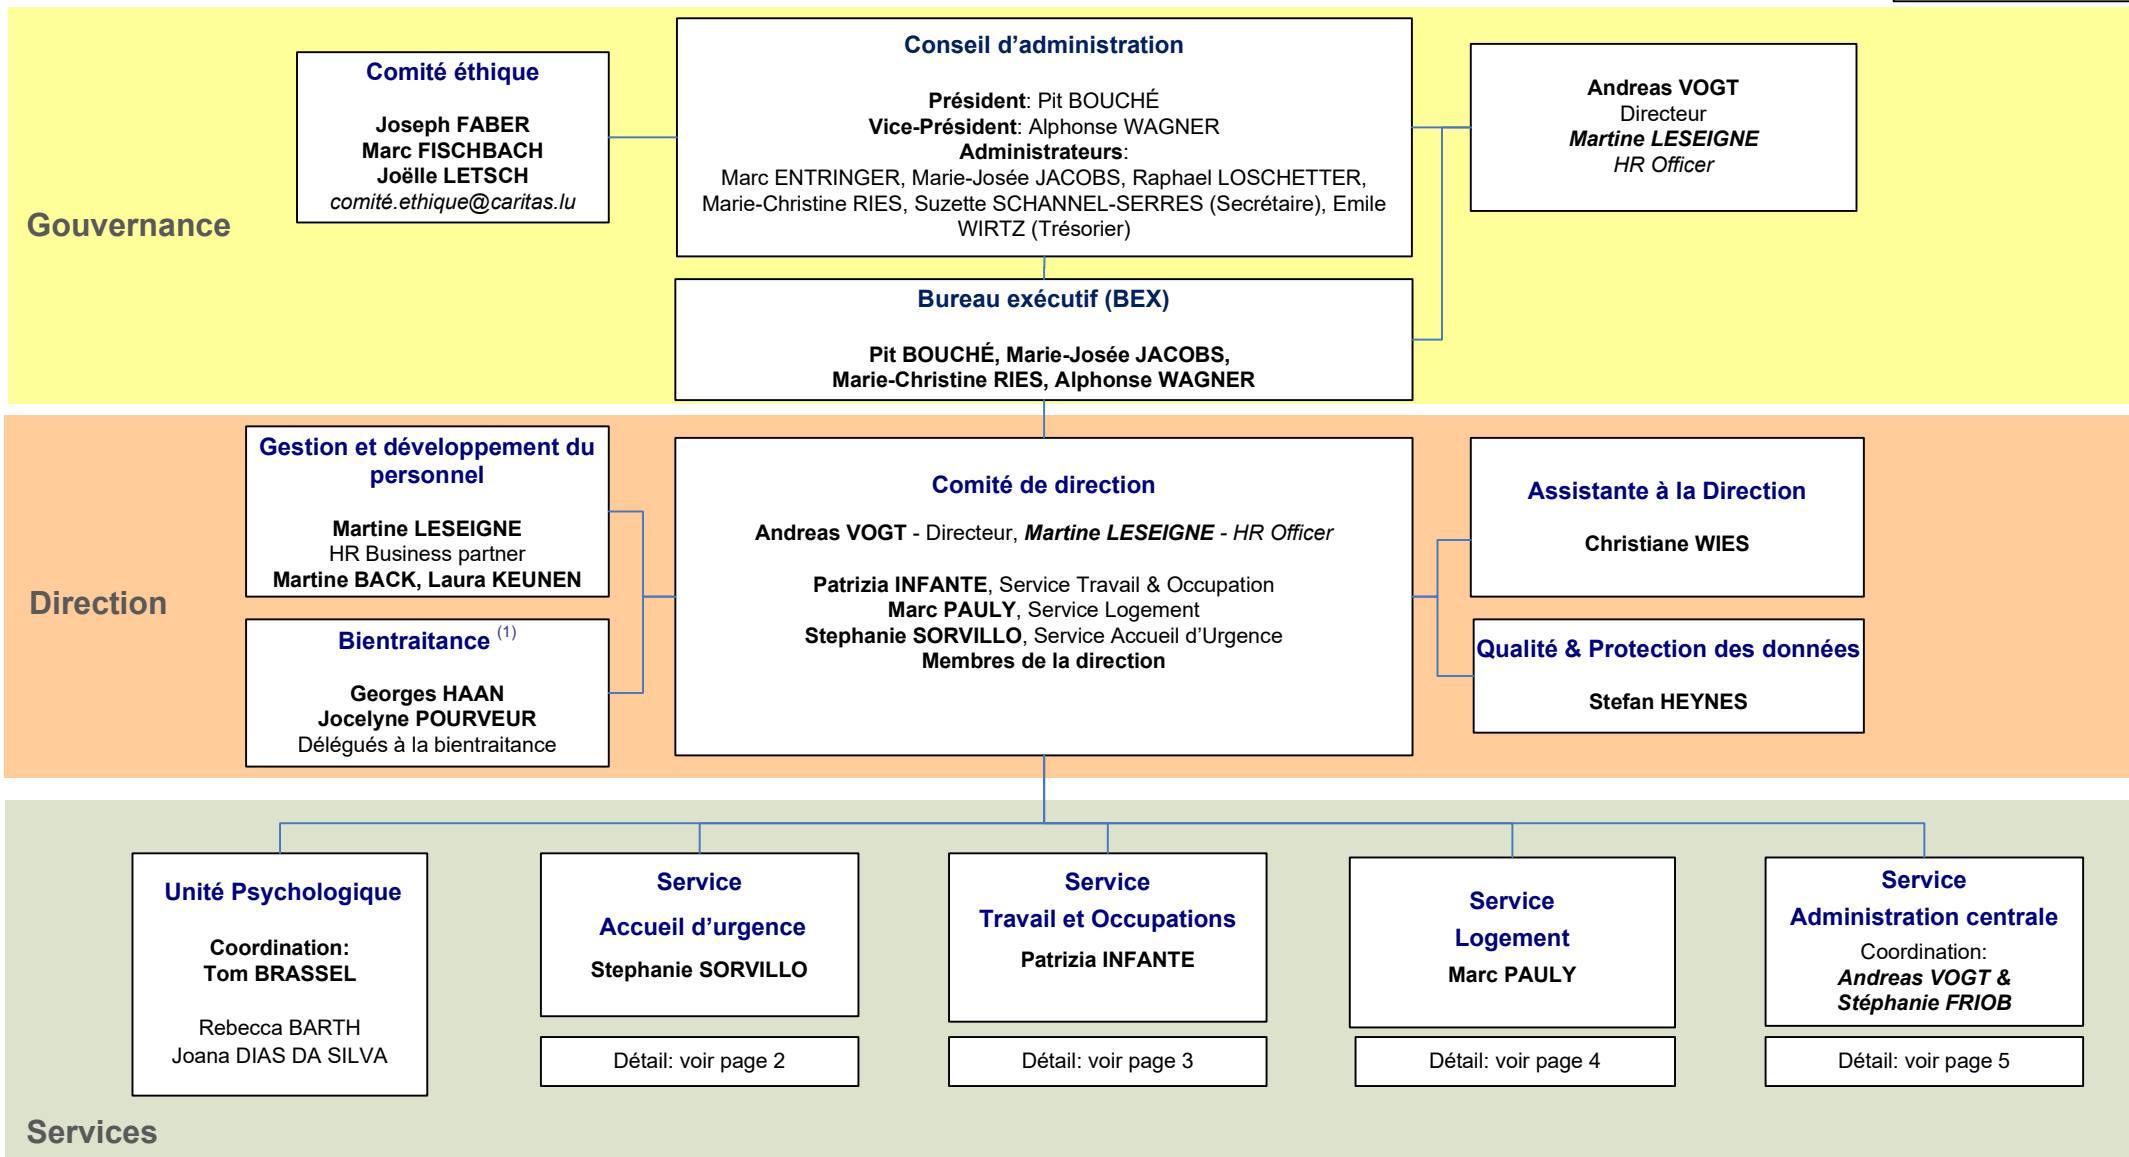 Gouvernance
Comité éthique
Joseph FABER
Marc FISCHBACH
Joëlle LETSCH
comité.ethique@caritas.lu
Conseil d'administration
Président: Pit BOUCHÉ
Vice-Président: Alphonse WAGNER
Administrateurs:
Marc ENTRINGER, Marie-Josée JACOBS, Raphael LOSCHETTER,
Marie-Christine RIES, Suzette SCHANNEL-SERRES (Secrétaire), Emile
WIRTZ (Trésorier)
Andreas VOGT
Directeur
Martine LESEIGNE
HR Officer
Bureau exécutif (BEX)
Pit BOUCHÉ, Marie-Josée JACOBS,
Marie-Christine RIES, Alphonse WAGNER
Direction
Gestion et développement du
personnel
Martine LESEIGNE
HR Business partner
Martine BACK, Laura KEUNEN
Bientraitance (1)
Georges HAAN
Jocelyne POURVEUR
Délégués à la bientraitance
Comité de direction
Andreas VOGT - Directeur, Martine LESEIGNE - HR Officer
Patrizia INFANTE, Service Travail & Occupation
Marc PAULY, Service Logement
Stephanie SORVILLO, Service Accueil d'Urgence
Membres de la direction
Assistante à la Direction
Christiane WIES
Qualité & Protection des données
Stefan HEYNES
Unité Psychologique
Coordination:
Tom BRASSEL
Rebecca BARTH
Joana DIAS DA SILVA
Service
Accueil d'urgence
Stephanie SORVILLO
Détail: voir page 2
Service
Travail et Occupations
Patrizia INFANTE
Détail: voir page 3
Service
Logement
Marc PAULY
Détail: voir page 4
Service
Administration centrale
Coordination:
Andreas VOGT &
Stéphanie FRIOB
Détail: voir page 5
Services